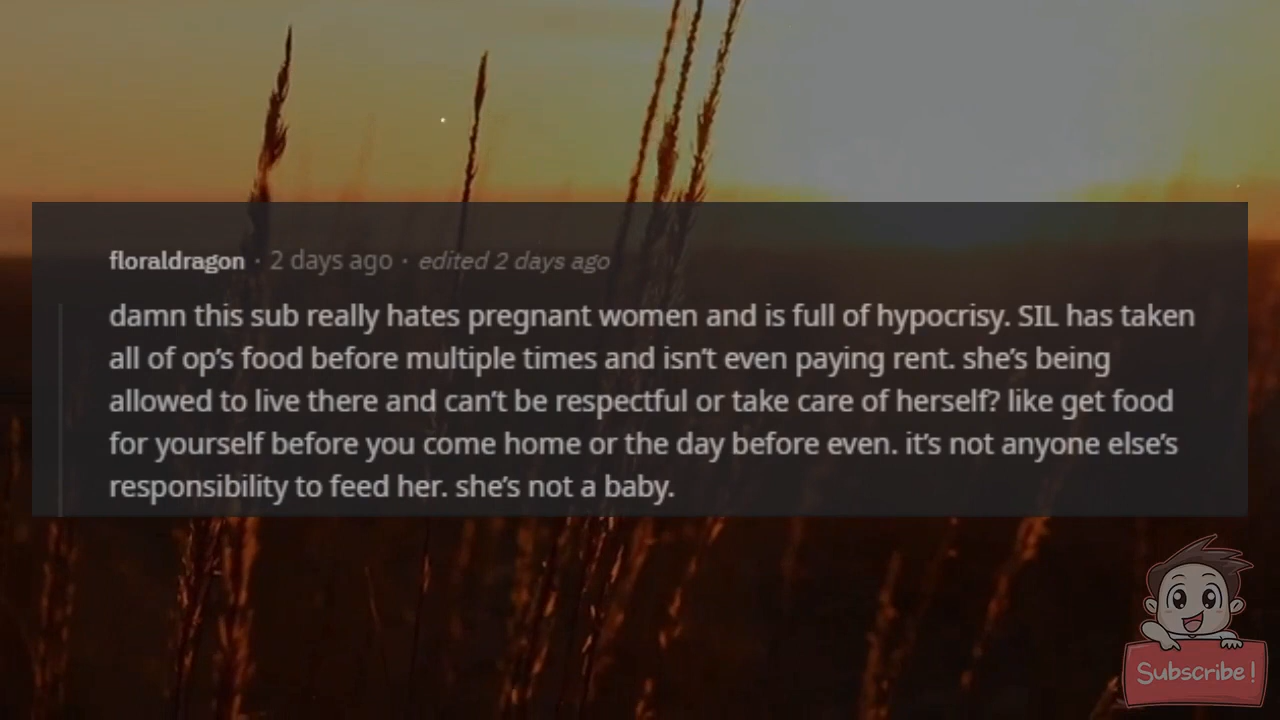 floraldragon · 2 days ago · edited 2 days ago
damn this sub really hates pregnant women and is full of hypocrisy. SIL has taken
all of op's food before multiple times and isn't even paying rent. she's being
allowed to live there and can't be respectful or take care of herself? like get food
for yourself before you come home or the day before even. it's not anyone else's
responsibility to feed her. she's not a baby.
Subscribe!